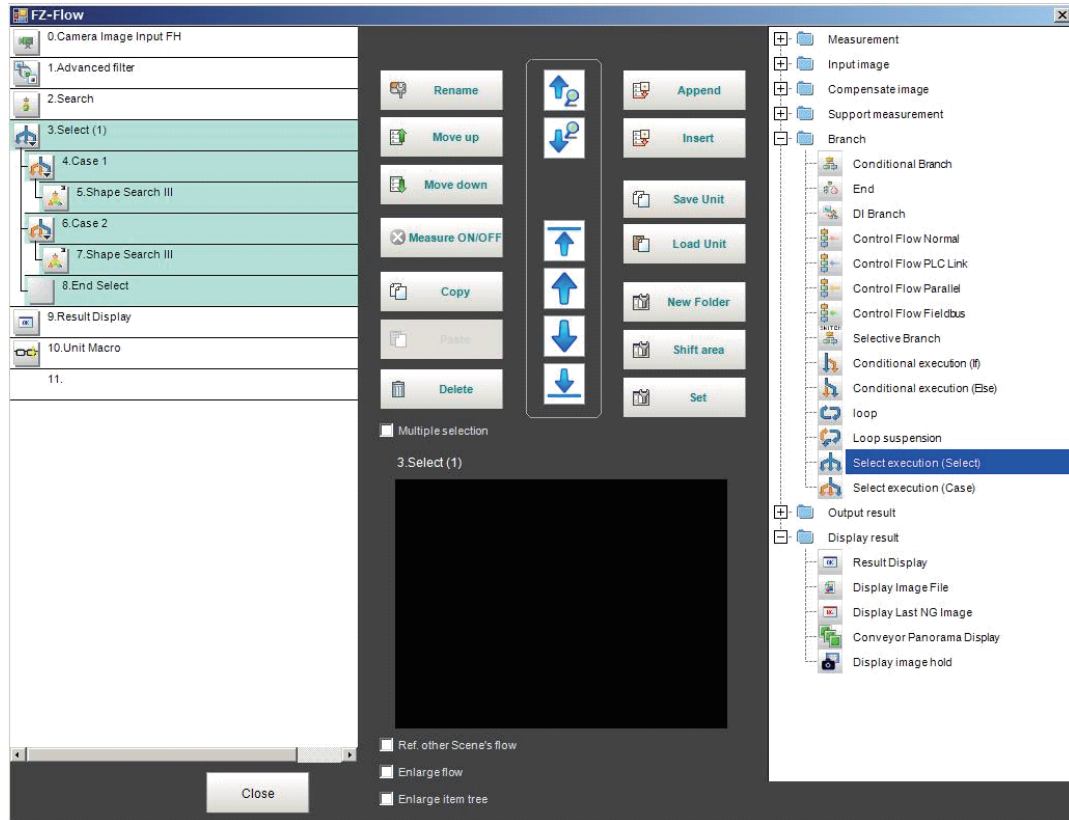 FZ-Flow
0.Camera Image Input FH
1.Advanced filter
2.Search
3.Select (1)
4.Case 1
5.Shape Search III
6.Case 2
7.Shape Search III
8.End Select
9.Result Display
10.Unit Macro
11.
Close
Rename
Move up
Move down
Measure ON/OFF
Copy
Paste
Delete
Multiple selection
3.Select (1)
Ref. other Scene's flow
Enlarge flow
Enlarge item tree
Append
Insert
Save Unit
Load Unit
New Folder
Shift area
Set
Measurement
Input image
Compensate image
Support measurement
Branch
Conditional Branch
End
DI Branch
Control Flow Normal
Control Flow PLC Link
Control Flow Parallel
Control Flow Fieldbus
Selective Branch
Conditional execution (If)
Conditional execution (Else)
loop
Loop suspension
Select execution (Select)
Select execution (Case)
Output result
Display result
Result Display
Display Image File
Display Last NG Image
Conveyor Panorama Display
Display image hold